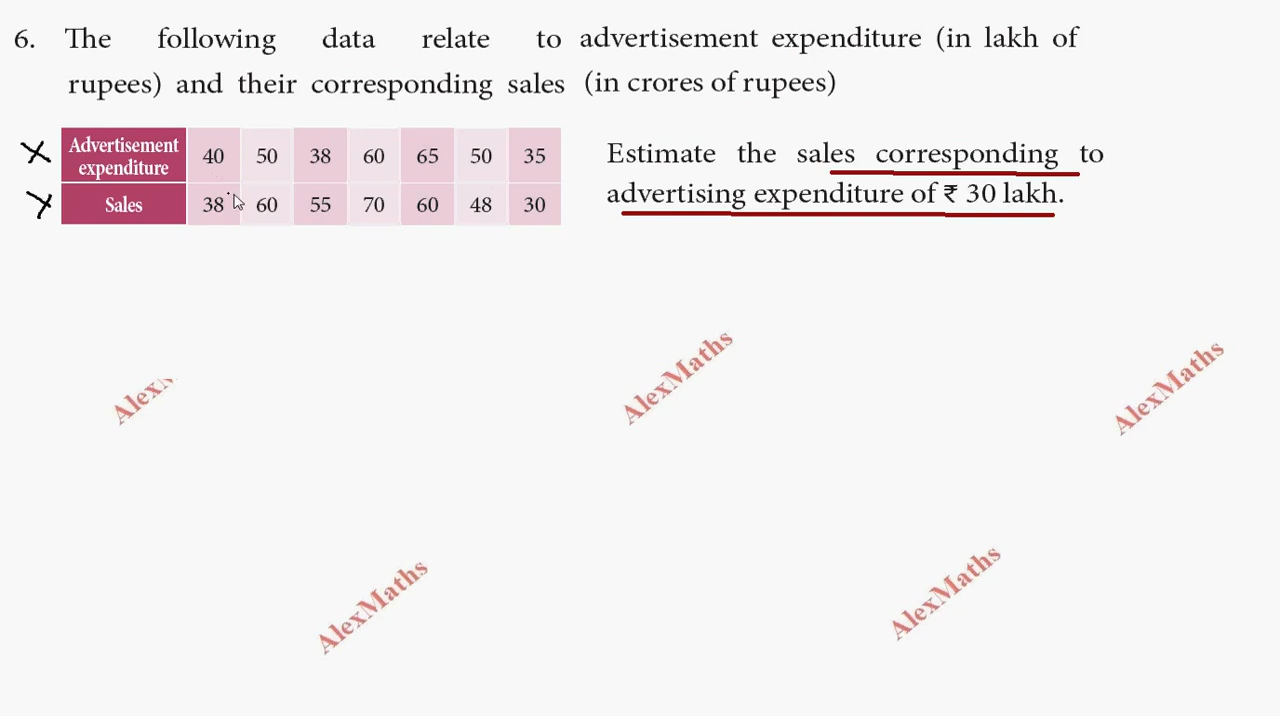 6. The following data relate to advertisement expenditure (in lakh of
rupees) and their corresponding sales (in crores of rupees)
X Advertisement expenditure 40 50 38 60 65 50 35
Y Sales 38 60 55 70 60 48 30
Estimate the sales corresponding to
advertising expenditure of ₹ 30 lakh.
AlexMaths
AlexMaths
AlexMaths
AlexMaths